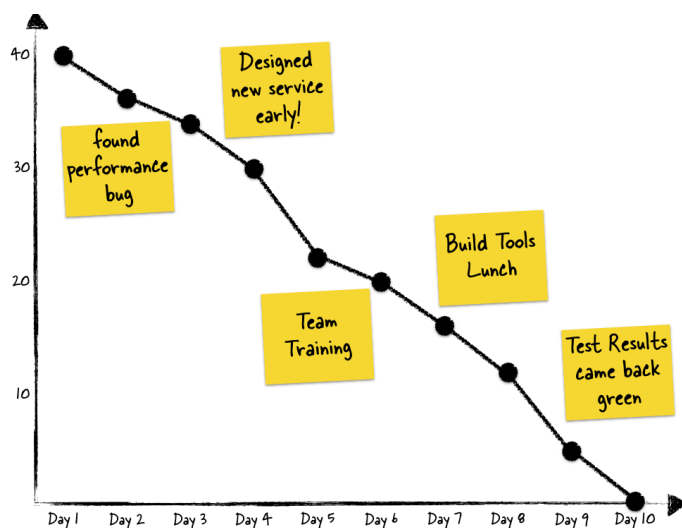 40
30
20
10
Designed
new service
early!
found
performance
bug
Build Tools
Lunch
Team
Training
Test Results
came back
green
Day 1
Day 2
Day 3
Day 4
Day 5
Day 6
Day 7
Day 8
Day 9
Day 10